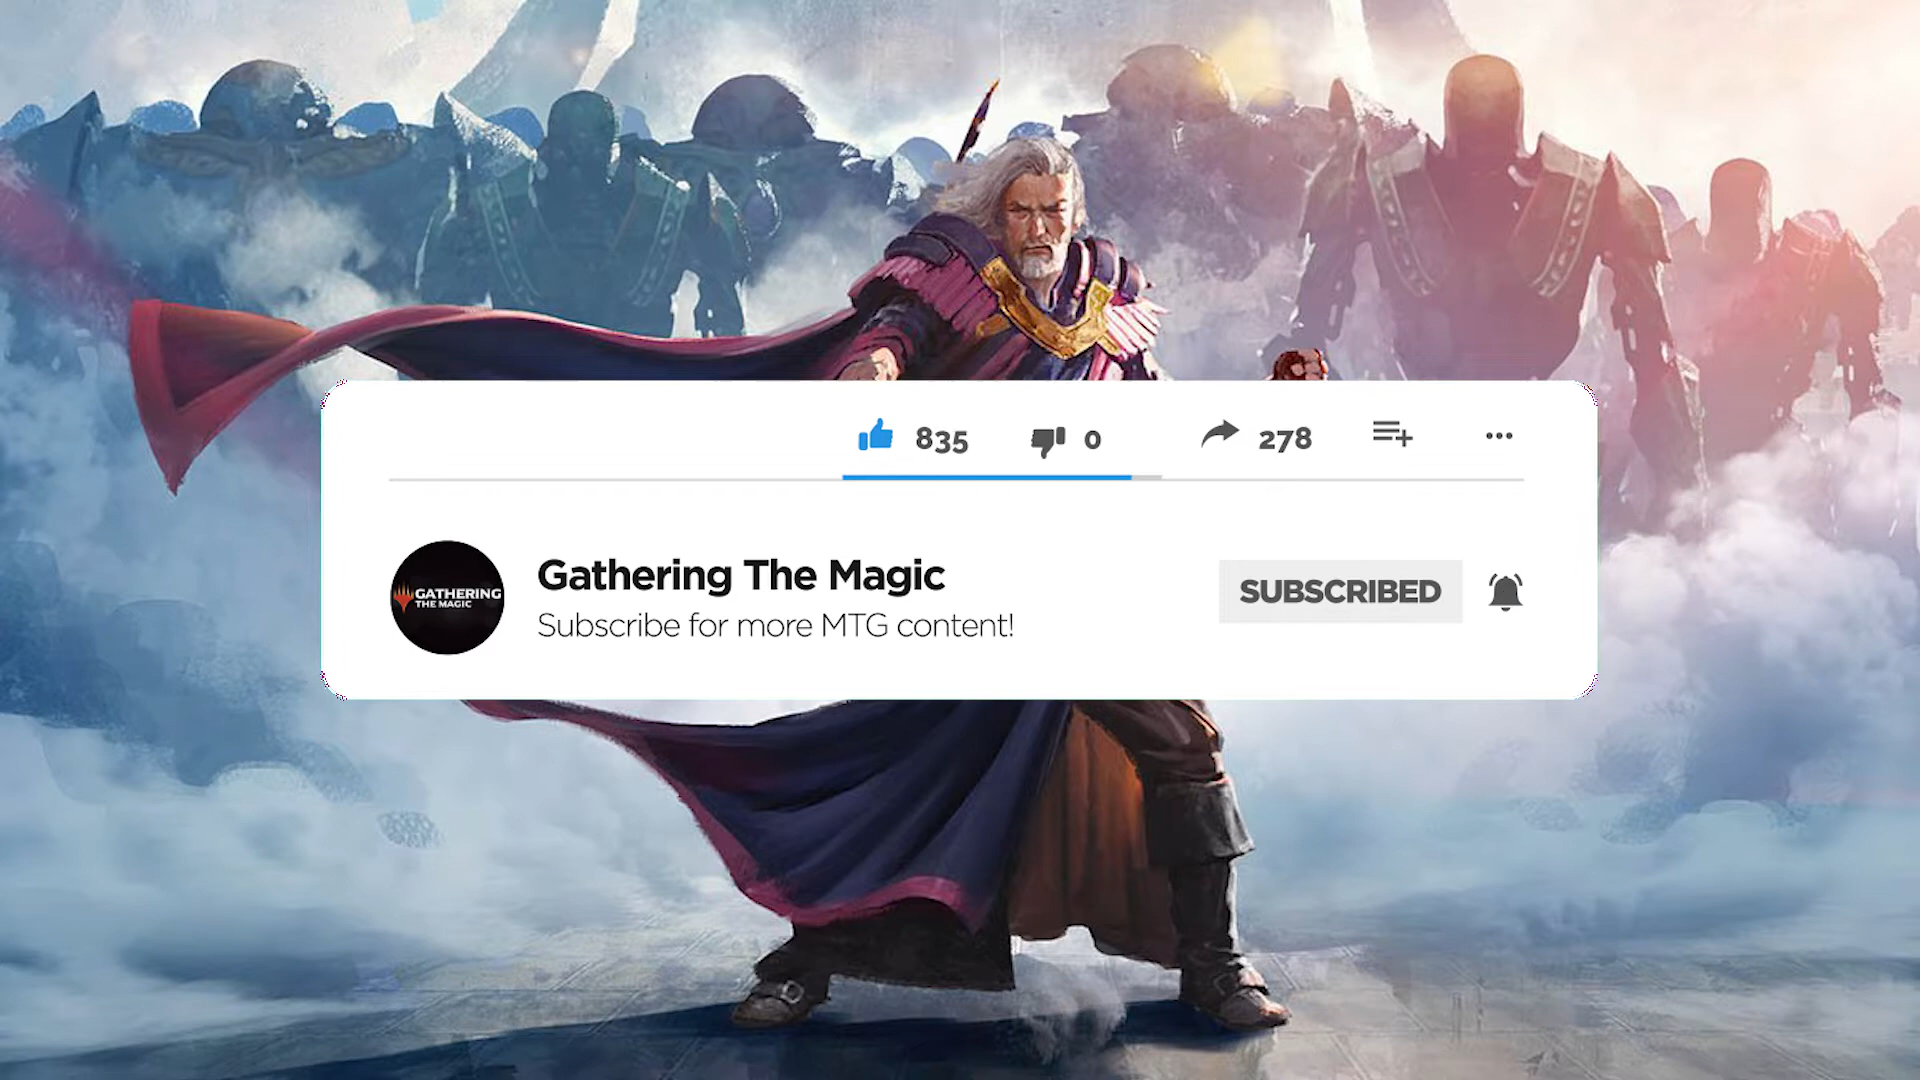 835 0 278
GATHERING
THE MAGIC
Gathering The Magic
Subscribe for more MTG content!
SUBSCRIBED